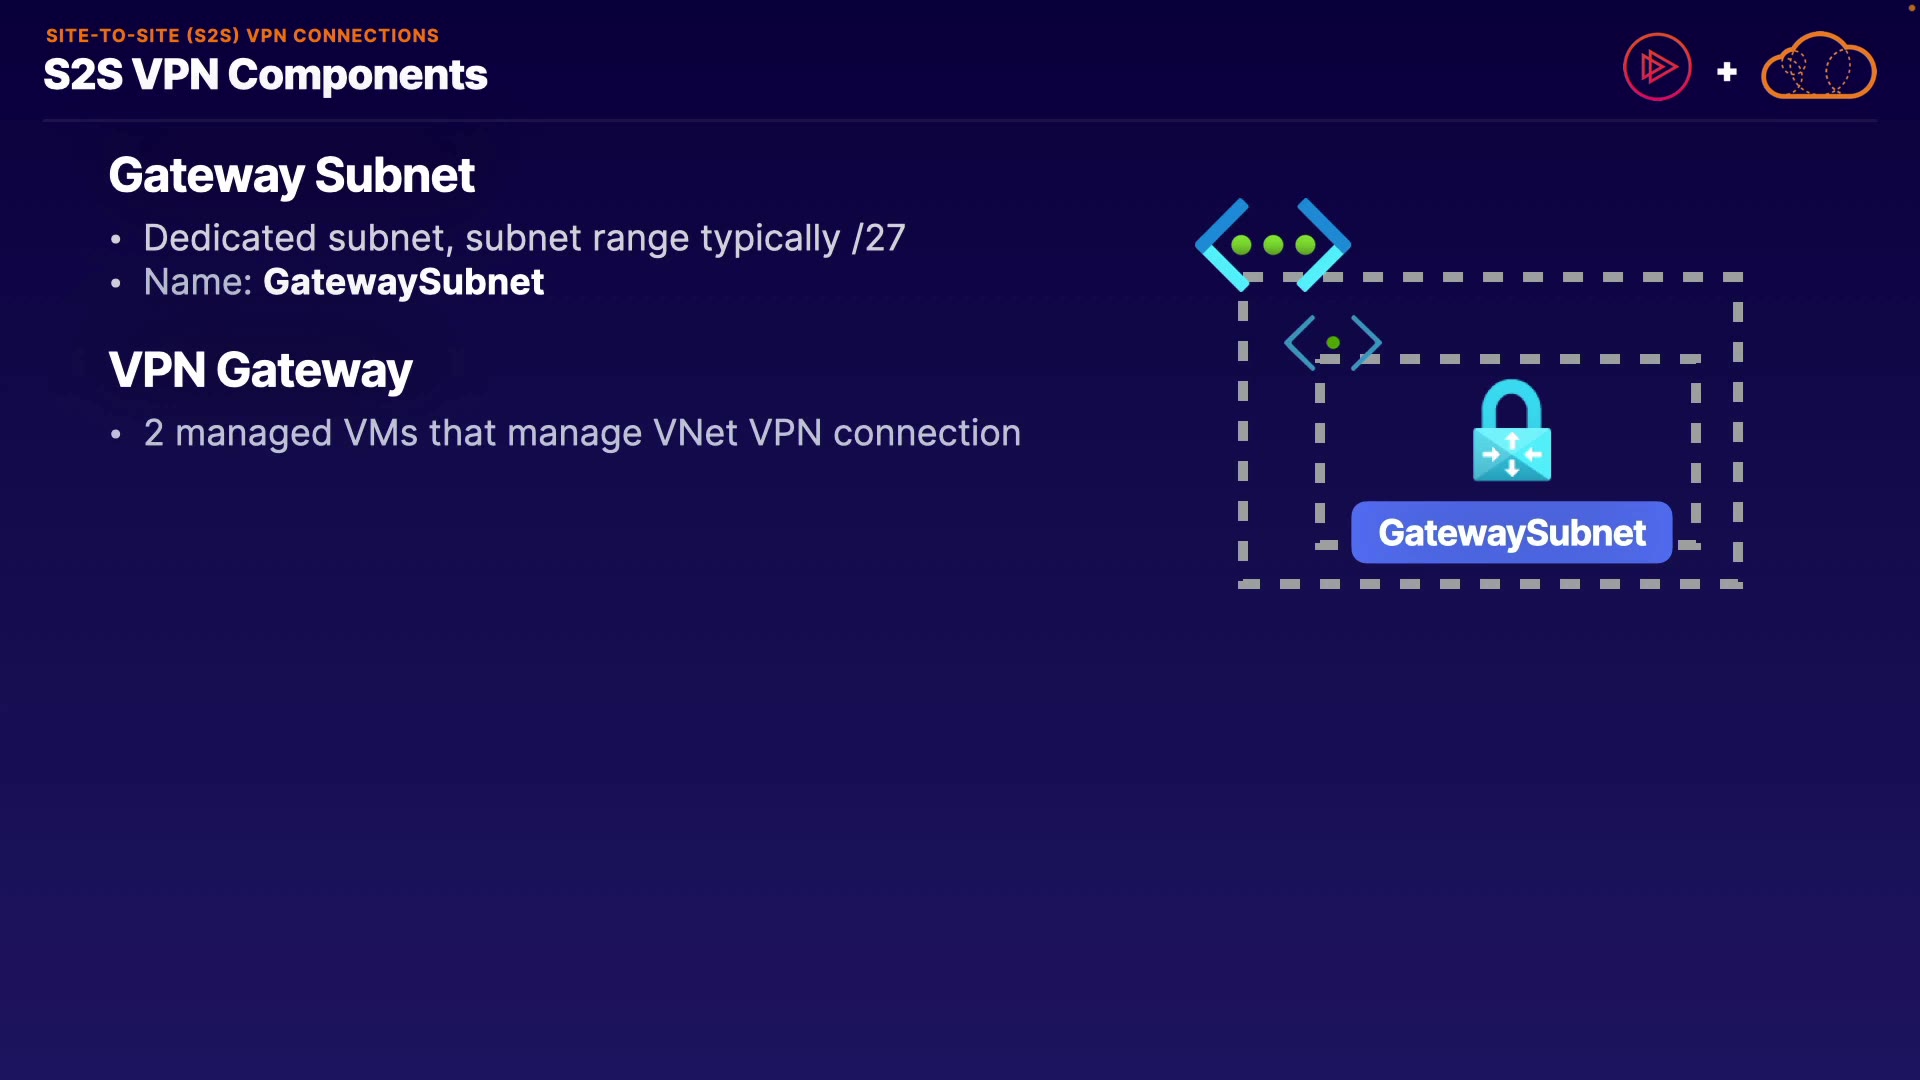 SITE-TO-SITE (S2S) VPN CONNECTIONS
S2S VPN Components
Gateway Subnet
• Dedicated subnet, subnet range typically /27
• Name: GatewaySubnet
VPN Gateway
• 2 managed VMs that manage VNet VPN connection
GatewaySubnet